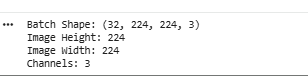 Batch Shape: (32, 224, 224, 3)
Image Height: 224
Image Width: 224
Channels: 3